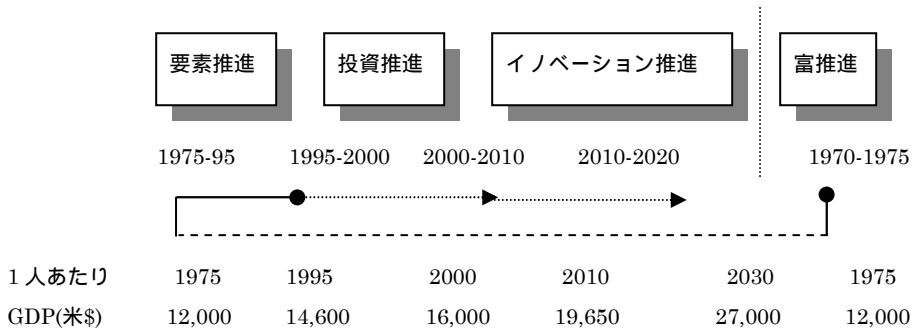 要素推進 投資推進 イノベーション推進 富推進
1975-95 1995-2000 2000-2010 2010-2020 1970-1975
1人あたり 1975 1995 2000 2010 2030 1975
GDP(米$) 12,000 14,600 16,000 19,650 27,000 12,000